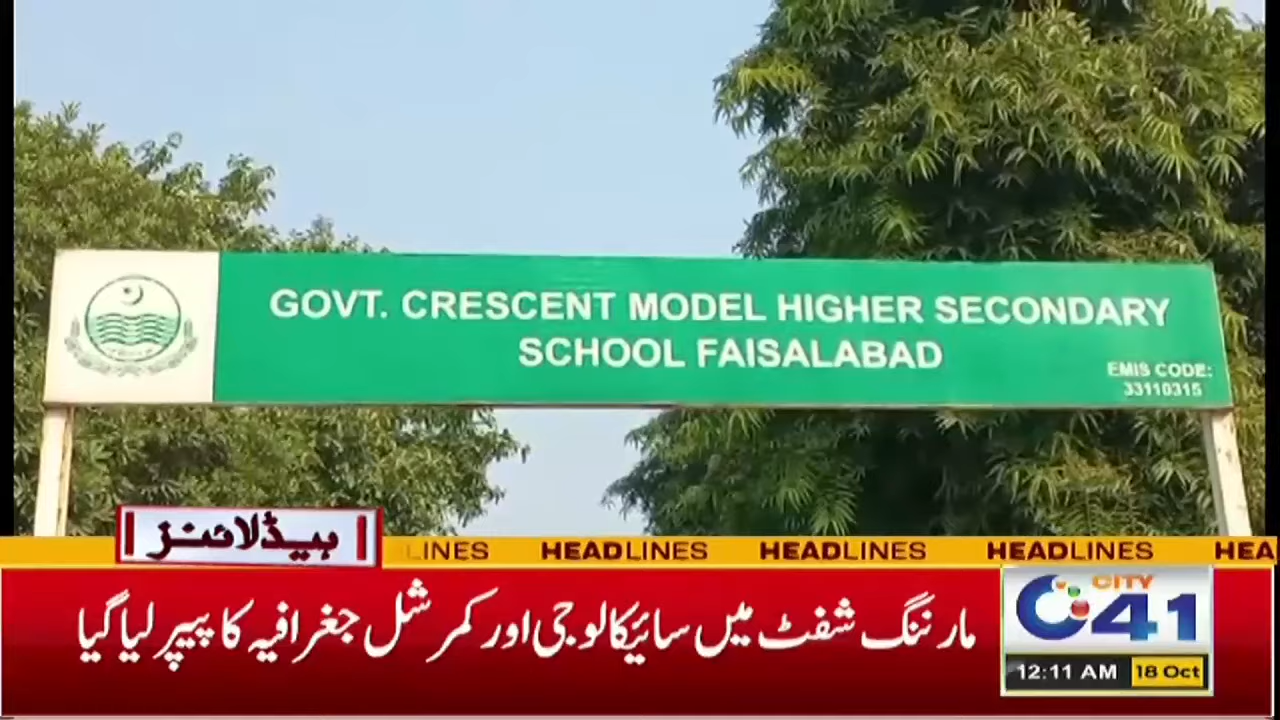 GOVT. CRESCENT MODEL HIGHER SECONDARY
SCHOOL FAISALABAD
EMIS CODE:
33110315
ہیڈلائنز
LINES HEADLINES HEADLINES HEADLINES HEA
مارننگ شفٹ میں سائیکالوجی اور کمرشل جغرافیہ کا پیپر لیا گیا
CITY
41
12:11 AM 18 Oct